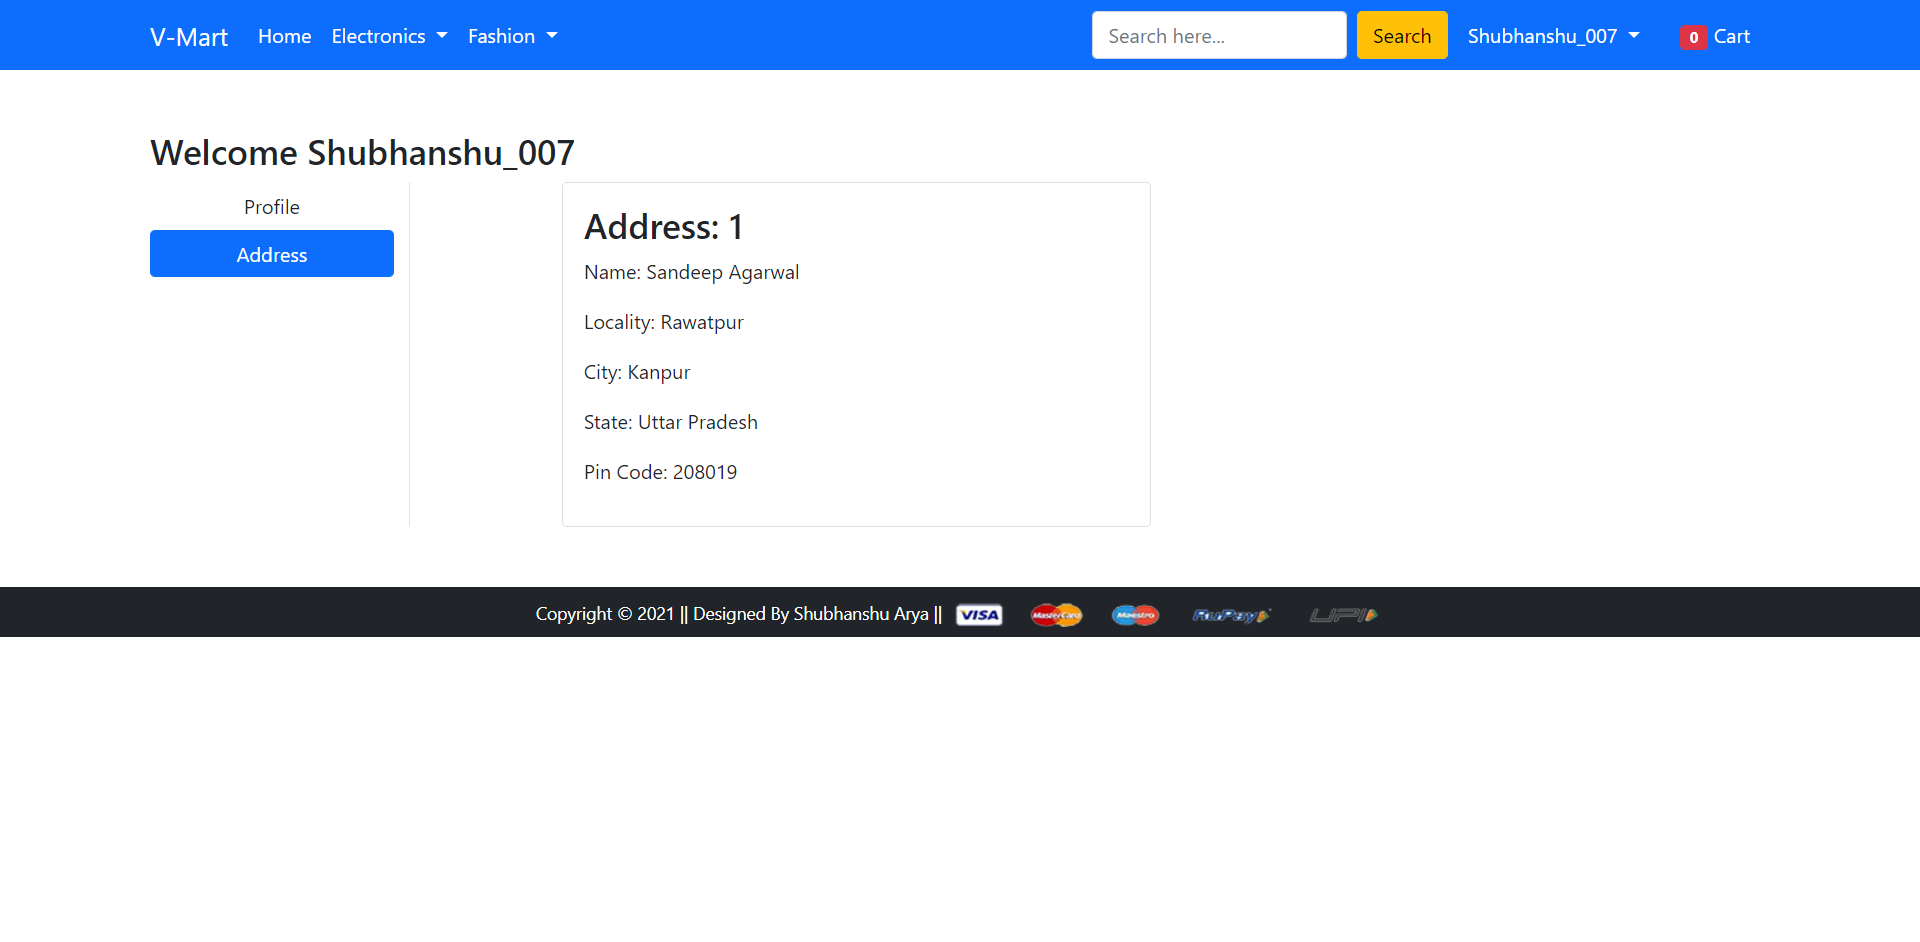 V-Mart Home Electronics Fashion Search here... Search Shubhanshu_007 0 Cart
Welcome Shubhanshu_007
Profile
Address
Address: 1
Name: Sandeep Agarwal
Locality: Rawatpur
City: Kanpur
State: Uttar Pradesh
Pin Code: 208019
Copyright © 2021 || Designed By Shubhanshu Arya || VISA MasterCard Maestro RuPay UPI